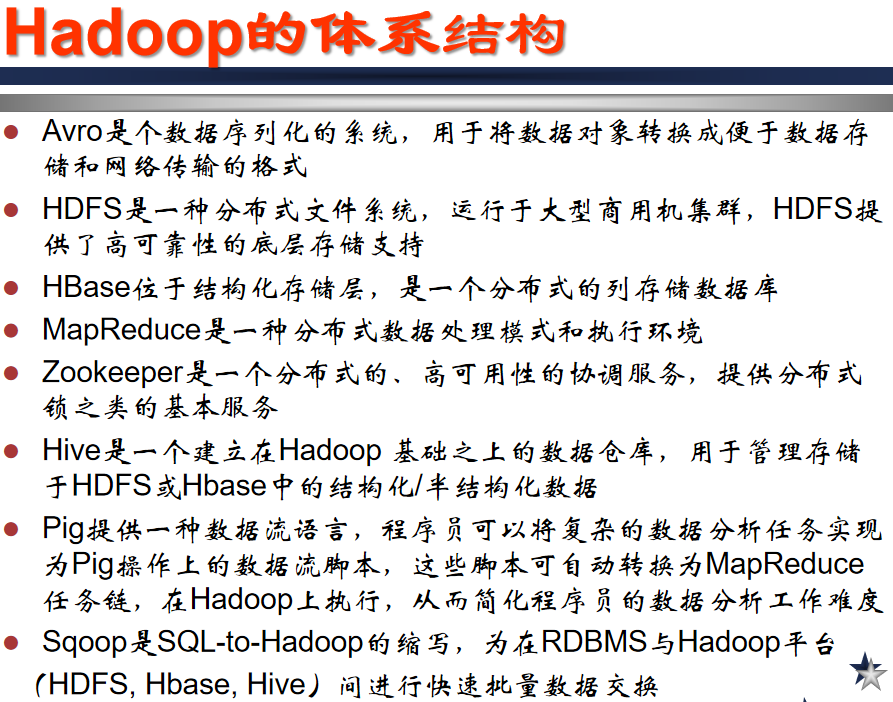 Hadoop的体系结构
Avro是个数据序列化的系统，用于将数据对象转换成便于数据存
储和网络传输的格式
HDFS是一种分布式文件系统，运行于大型商用机集群，HDFS提
供了高可靠性的底层存储支持
HBase位于结构化存储层，是一个分布式的列存储数据库
MapReduce是一种分布式数据处理模式和执行环境
Zookeeper是一个分布式的、高可用性的协调服务，提供分布式
锁之类的基本服务
Hive是一个建立在Hadoop 基础之上的数据仓库，用于管理存储
于HDFS或Hbase中的结构化/半结构化数据
Pig提供一种数据流语言，程序员可以将复杂的数据分析任务实现
为Pig操作上的数据流脚本，这些脚本可自动转换为MapReduce
任务链，在Hadoop上执行，从而简化程序员的数据分析工作难度
Sqoop是SQL-to-Hadoop的缩写，为在RDBMS与Hadoop平台
（HDFS, Hbase, Hive）间进行快速批量数据交换